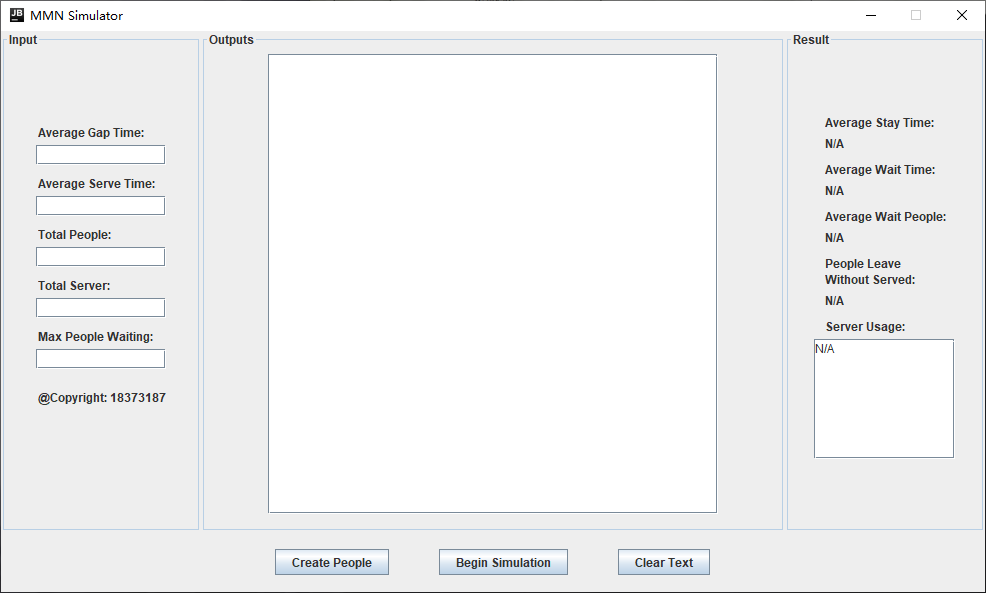 JB
MMN Simulator
Input
Average Gap Time:
Average Serve Time:
Total People:
Total Server:
Max People Waiting:
@Copyright: 18373187
Outputs
Result
Average Stay Time:
N/A
Average Wait Time:
N/A
Average Wait People:
N/A
People Leave
Without Served:
N/A
Server Usage:
N/A
Create People
Begin Simulation
Clear Text